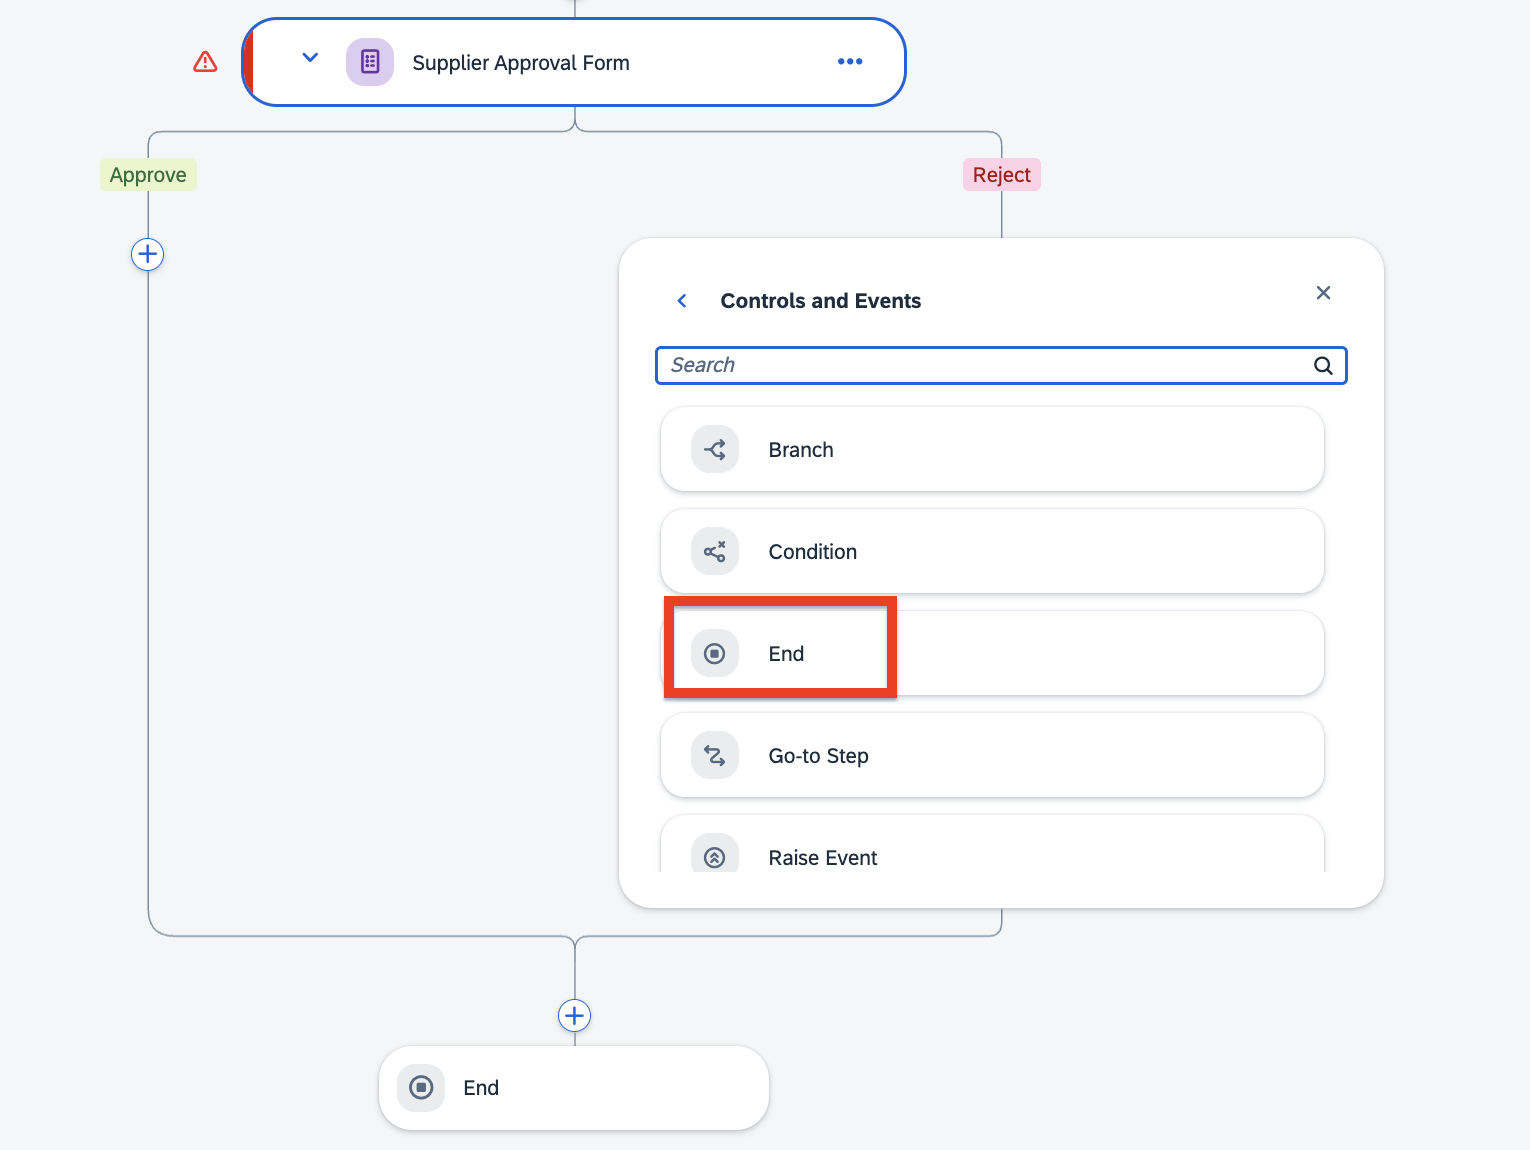 Supplier Approval Form
Approve
Reject
Controls and Events
Search
Branch
Condition
End
Go-to Step
Raise Event
End